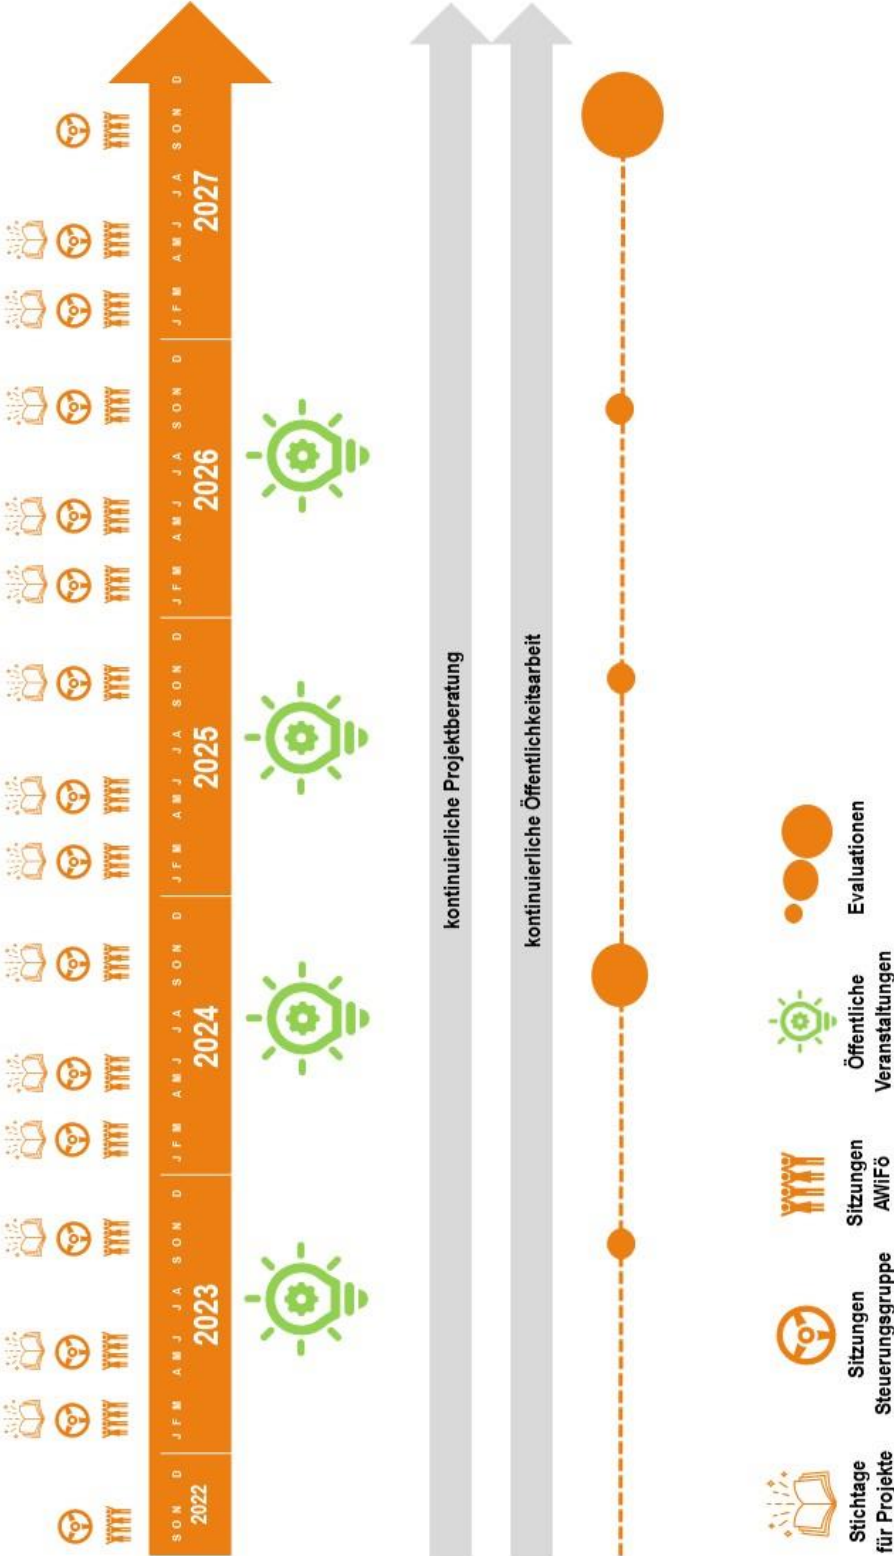 S O N D J F M A M J J A S O N D J F M A M J J A S O N D J F M A M J J A S O N D J F M A M J J A S O N D J F M A M J J A S O N D
2022 2023 2024 2025 2026 2027
kontinuierliche Projektberatung
kontinuierliche Öffentlichkeitsarbeit
Stichtage
für Projekte
Sitzungen
Steuerungsgruppe
Sitzungen
AWiFö
Öffentliche
Veranstaltungen
Evaluationen